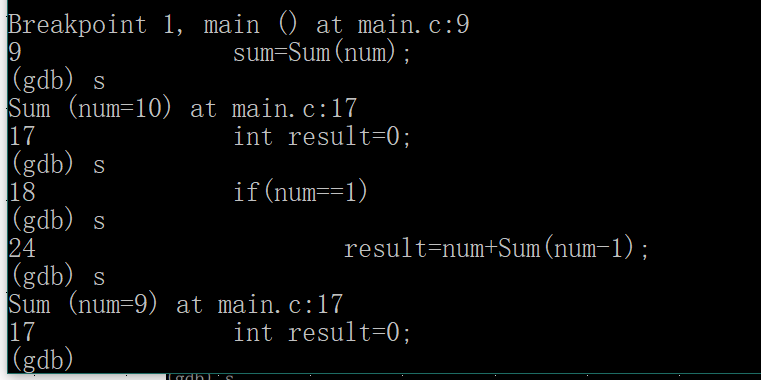 Breakpoint 1, main () at main.c:9
9 sum=Sum(num);
(gdb) s
Sum (num=10) at main.c:17
17 int result=0;
(gdb) s
18 if(num==1)
(gdb) s
24 result=num+Sum(num-1);
(gdb) s
Sum (num=9) at main.c:17
17 int result=0;
(gdb)
(gdb) s